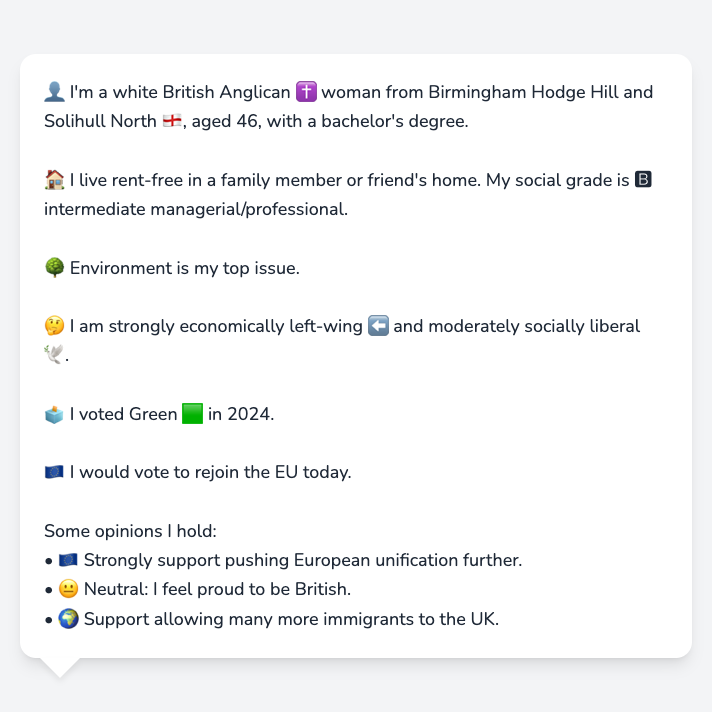 👤 I'm a white British Anglican ✝️ woman from Birmingham Hodge Hill and
Solihull North 🏴󠁧󠁢󠁥󠁮󠁧󠁿, aged 46, with a bachelor's degree.
🏠 I live rent-free in a family member or friend's home. My social grade is 🅱
intermediate managerial/professional.
🌳 Environment is my top issue.
🤔 I am strongly economically left-wing ⬅️ and moderately socially liberal
🕊️.
🗳️ I voted Green 🟩 in 2024.
🇪🇺 I would vote to rejoin the EU today.
Some opinions I hold:
• 🇪🇺 Strongly support pushing European unification further.
• 😐 Neutral: I feel proud to be British.
• 🌍 Support allowing many more immigrants to the UK.